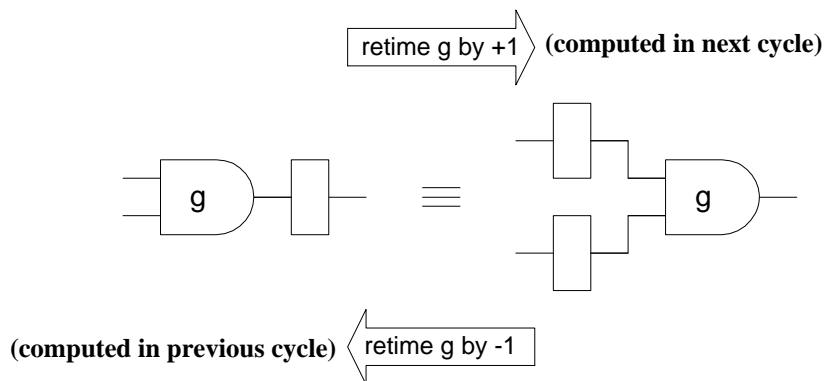 retime g by +1 (computed in next cycle)
g
g
(computed in previous cycle) retime g by -1